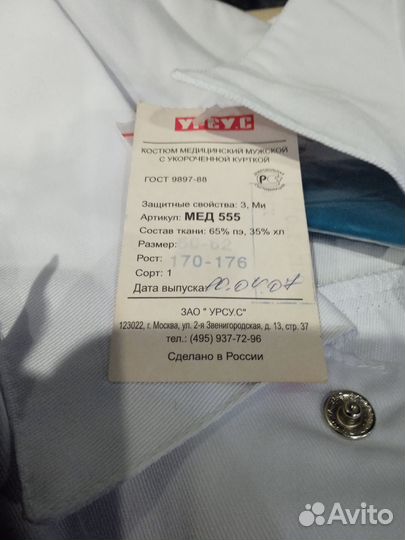 УРСУ.С
КОСТЮМ МЕДИЦИНСКИЙ МУЖСКОЙ
С УКОРОЧЕННОЙ КУРТКОЙ
ГОСТ 9897-88
Защитные свойства: З, Ми
Артикул: МЕД 555
Состав ткани: 65% пэ, 35% хл
Размер:
Рост: 170-176
Сорт: 1
Дата выпуска:
ЗАО " УРСУ.С"
123022, г. Москва, ул. 2-я Звенигородская, д. 13, стр. 37
тел.: (495) 937-72-96
Сделано в России
Avito